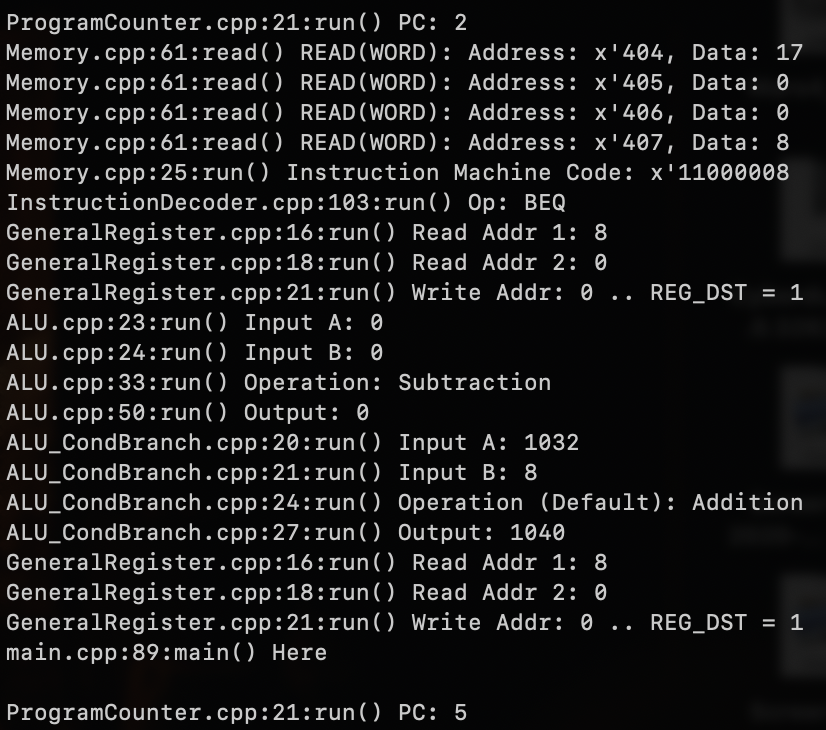 ProgramCounter.cpp:21:run() PC: 2
Memory.cpp:61:read() READ(WORD): Address: x'404, Data: 17
Memory.cpp:61:read() READ(WORD): Address: x'405, Data: 0
Memory.cpp:61:read() READ(WORD): Address: x'406, Data: 0
Memory.cpp:61:read() READ(WORD): Address: x'407, Data: 8
Memory.cpp:25:run() Instruction Machine Code: x'11000008
InstructionDecoder.cpp:103:run() Op: BEQ
GeneralRegister.cpp:16:run() Read Addr 1: 8
GeneralRegister.cpp:18:run() Read Addr 2: 0
GeneralRegister.cpp:21:run() Write Addr: 0 .. REG_DST = 1
ALU.cpp:23:run() Input A: 0
ALU.cpp:24:run() Input B: 0
ALU.cpp:33:run() Operation: Subtraction
ALU.cpp:50:run() Output: 0
ALU_CondBranch.cpp:20:run() Input A: 1032
ALU_CondBranch.cpp:21:run() Input B: 8
ALU_CondBranch.cpp:24:run() Operation (Default): Addition
ALU_CondBranch.cpp:27:run() Output: 1040
GeneralRegister.cpp:16:run() Read Addr 1: 8
GeneralRegister.cpp:18:run() Read Addr 2: 0
GeneralRegister.cpp:21:run() Write Addr: 0 .. REG_DST = 1
main.cpp:89:main() Here
ProgramCounter.cpp:21:run() PC: 5